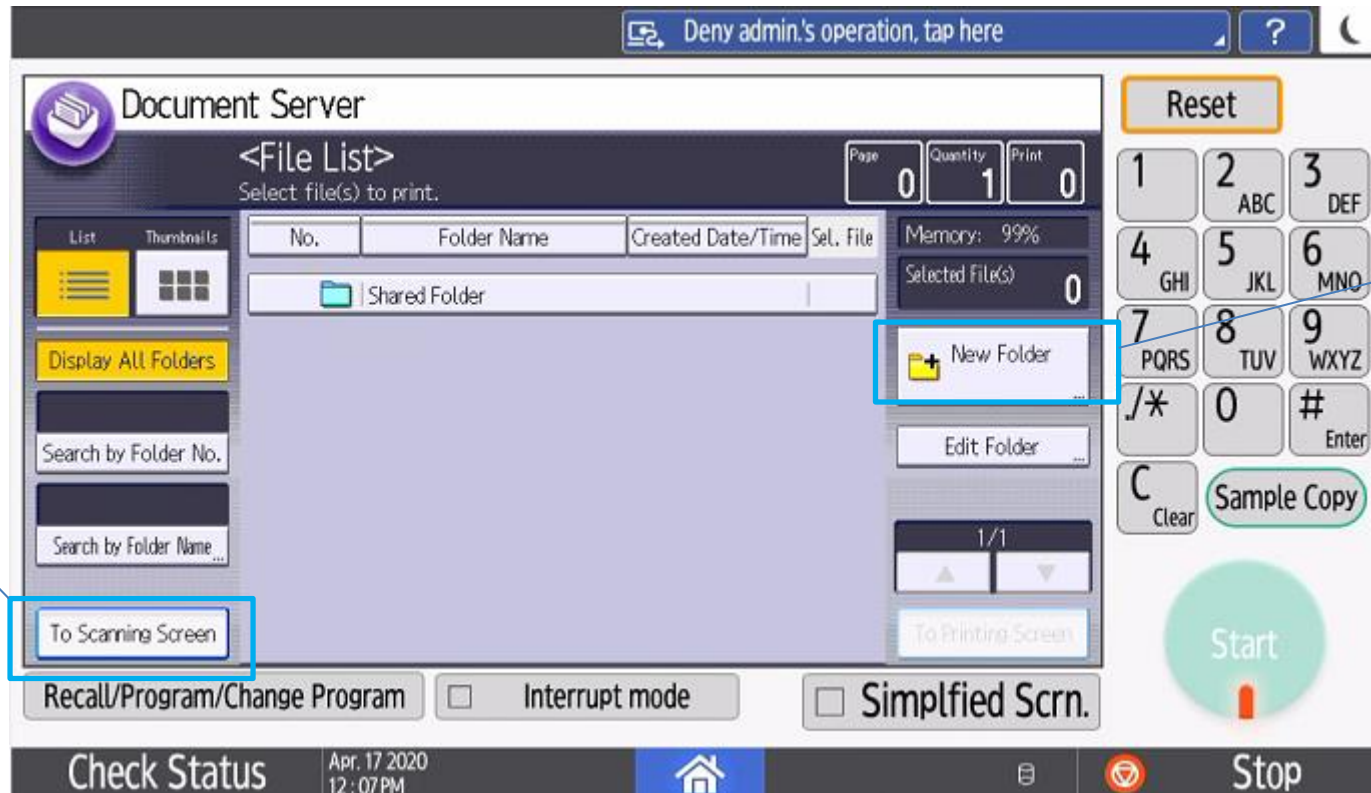 Deny admin.'s operation, tap here
?
Document Server
Reset
<File List>
Select file(s) to print.
Page 0
Quantity 1
Print 0
1
2 ABC
3 DEF
List
Thumbnails
No.
Folder Name
Created Date/Time
Sel. File
Memory: 99%
Selected File(s)
0
4 GHI
5 JKL
6 MNO
Shared Folder
7 PQRS
8 TUV
9 WXYZ
Display All Folders
New Folder
...
./*
0
# Enter
Search by Folder No.
Edit Folder ...
C Clear
Sample Copy
Search by Folder Name...
1/1
To Scanning Screen
To Printing Screen
Start
Recall/Program/Change Program
Interrupt mode
Simplfied Scrn.
Check Status
Apr. 17 2020
12 : 07 PM
Stop